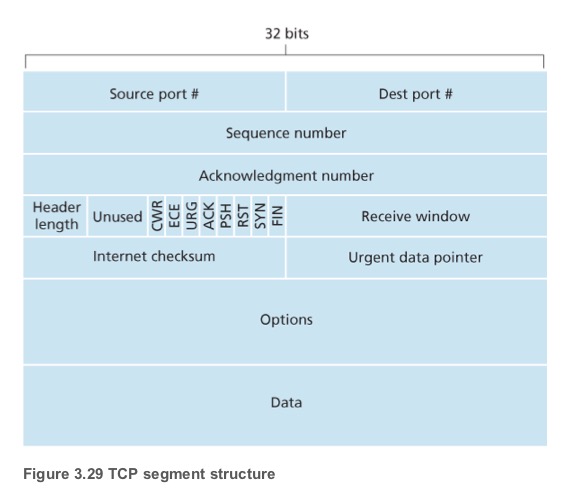 32 bits
Source port # Dest port #
Sequence number
Acknowledgment number
Header length Unused CWR ECE URG ACK PSH RST SYN FIN Receive window
Internet checksum Urgent data pointer
Options
Data
Figure 3.29 TCP segment structure